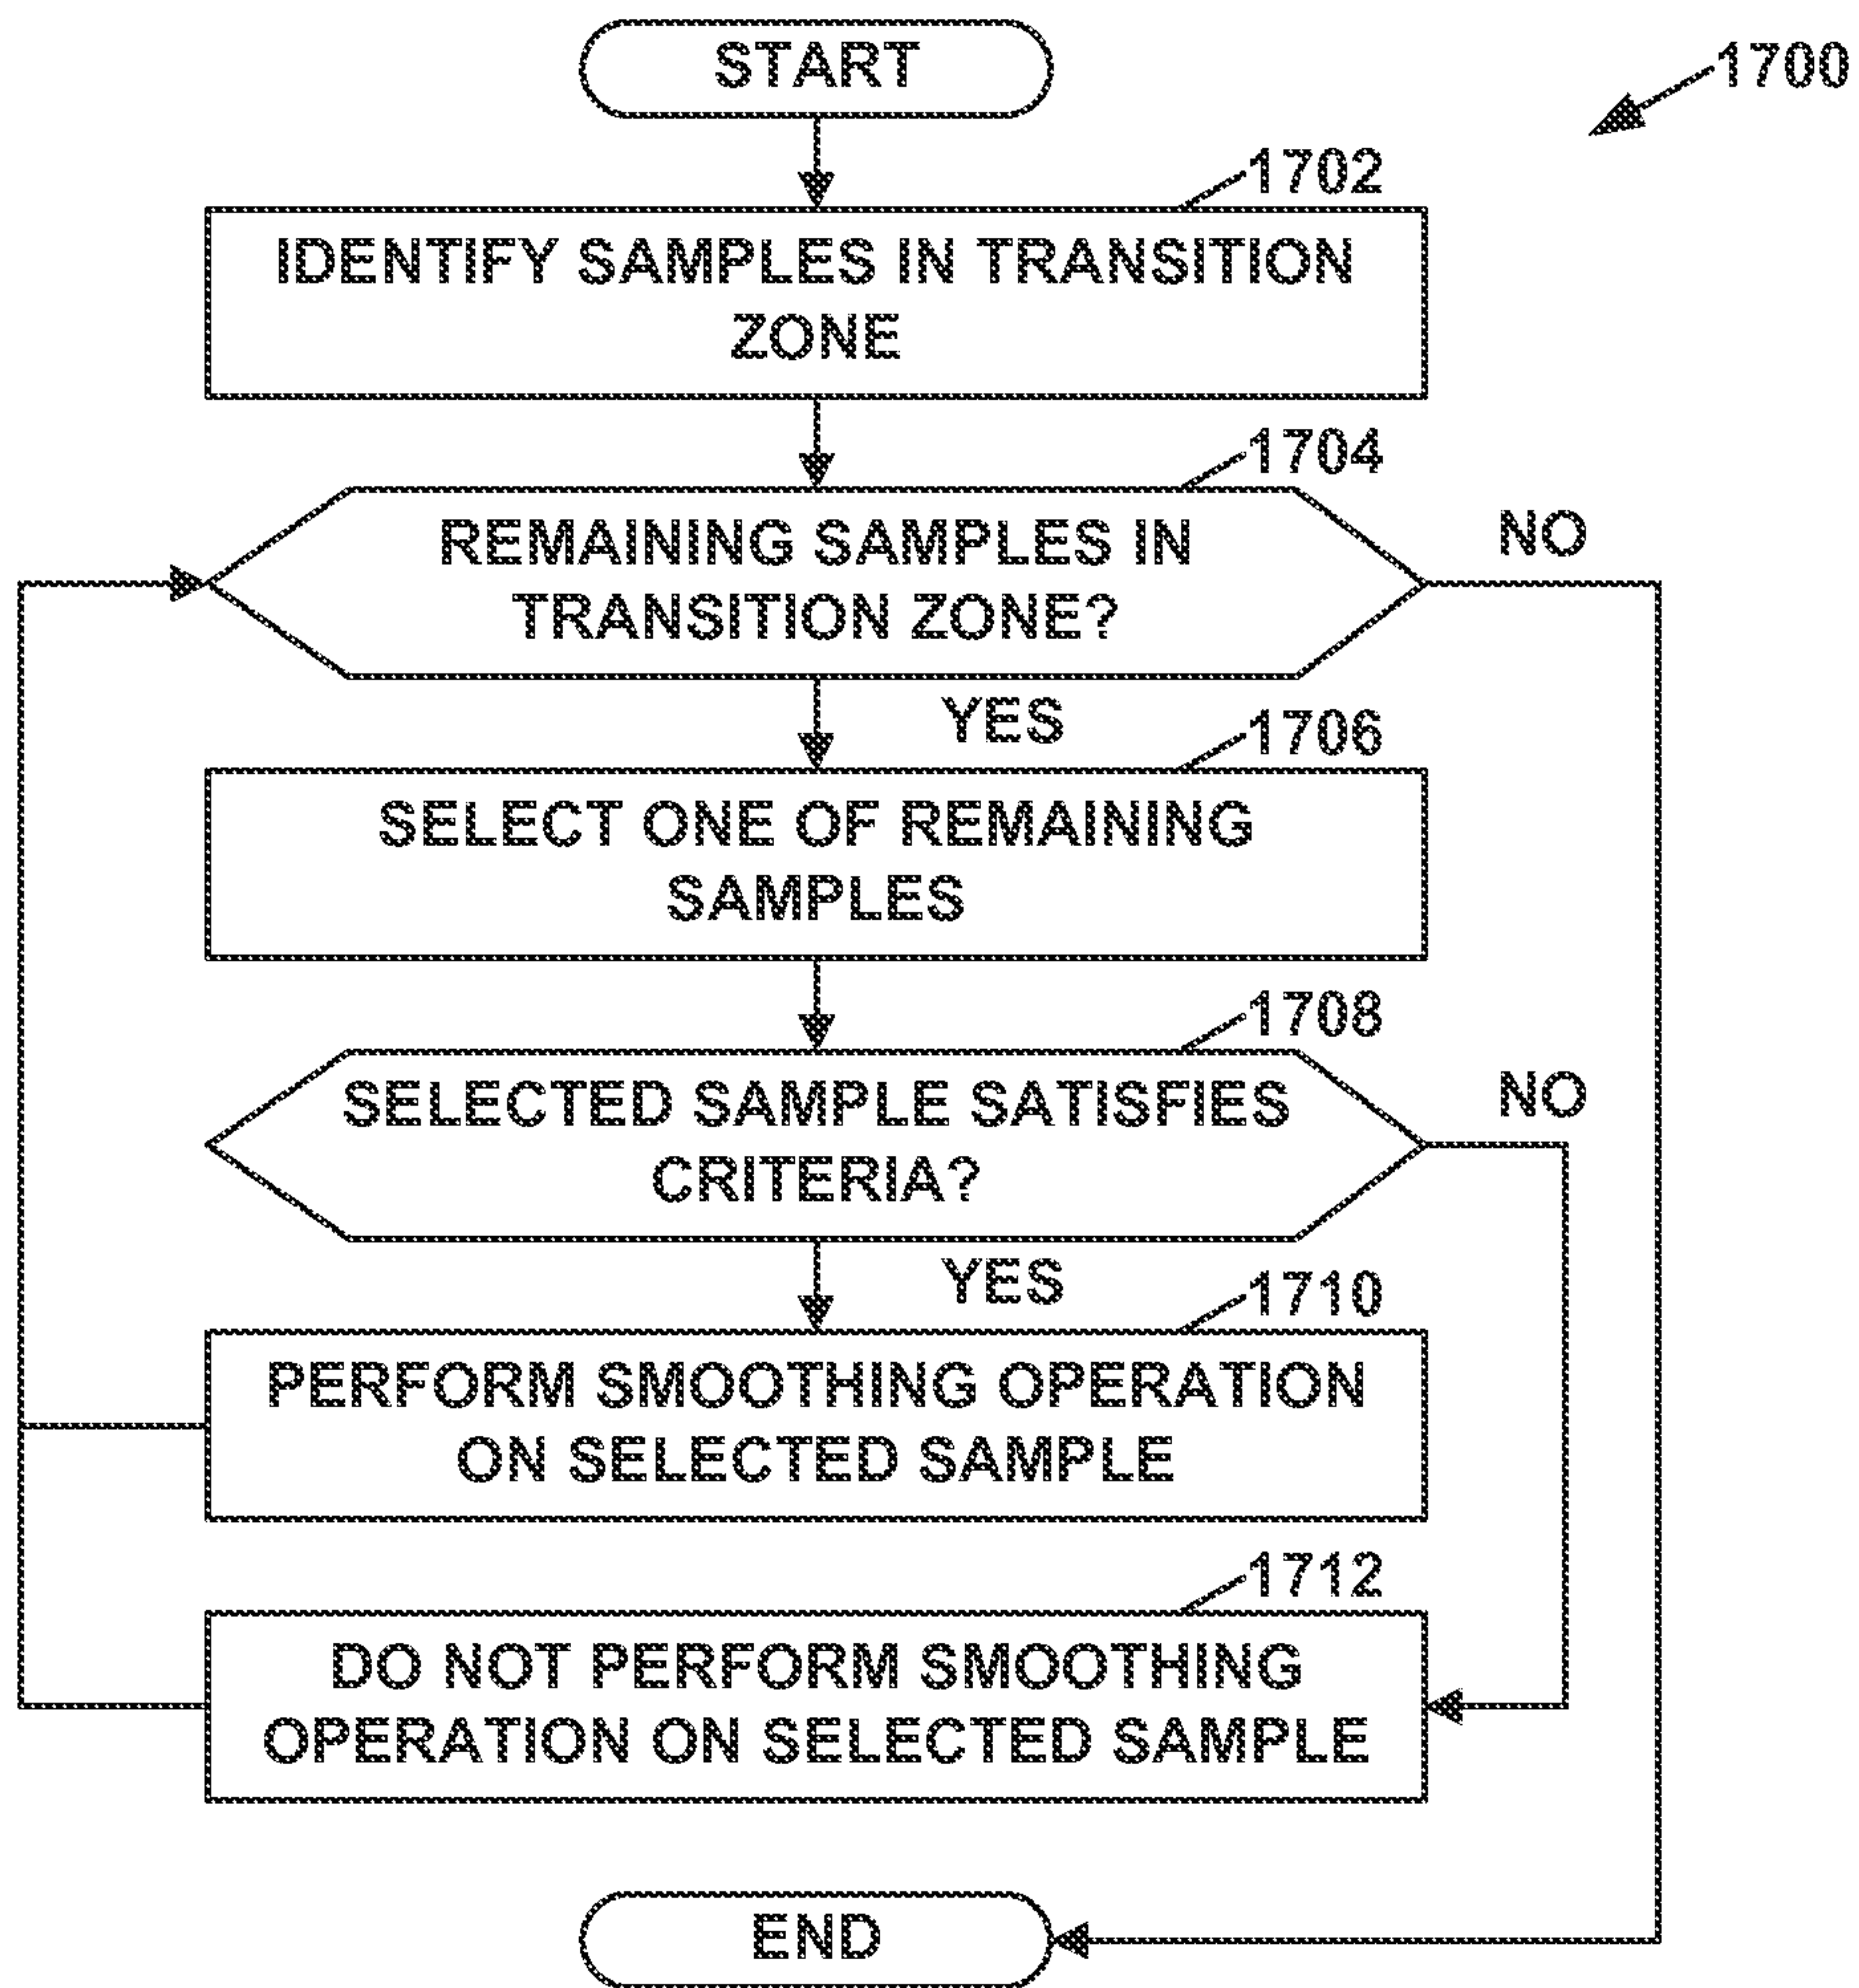 START
1700
1702
IDENTIFY SAMPLES IN TRANSITION
ZONE
1704
REMAINING SAMPLES IN
TRANSITION ZONE?
NO
YES
1706
SELECT ONE OF REMAINING
SAMPLES
1708
SELECTED SAMPLE SATISFIES
CRITERIA?
NO
YES
1710
PERFORM SMOOTHING OPERATION
ON SELECTED SAMPLE
1712
DO NOT PERFORM SMOOTHING
OPERATION ON SELECTED SAMPLE
END